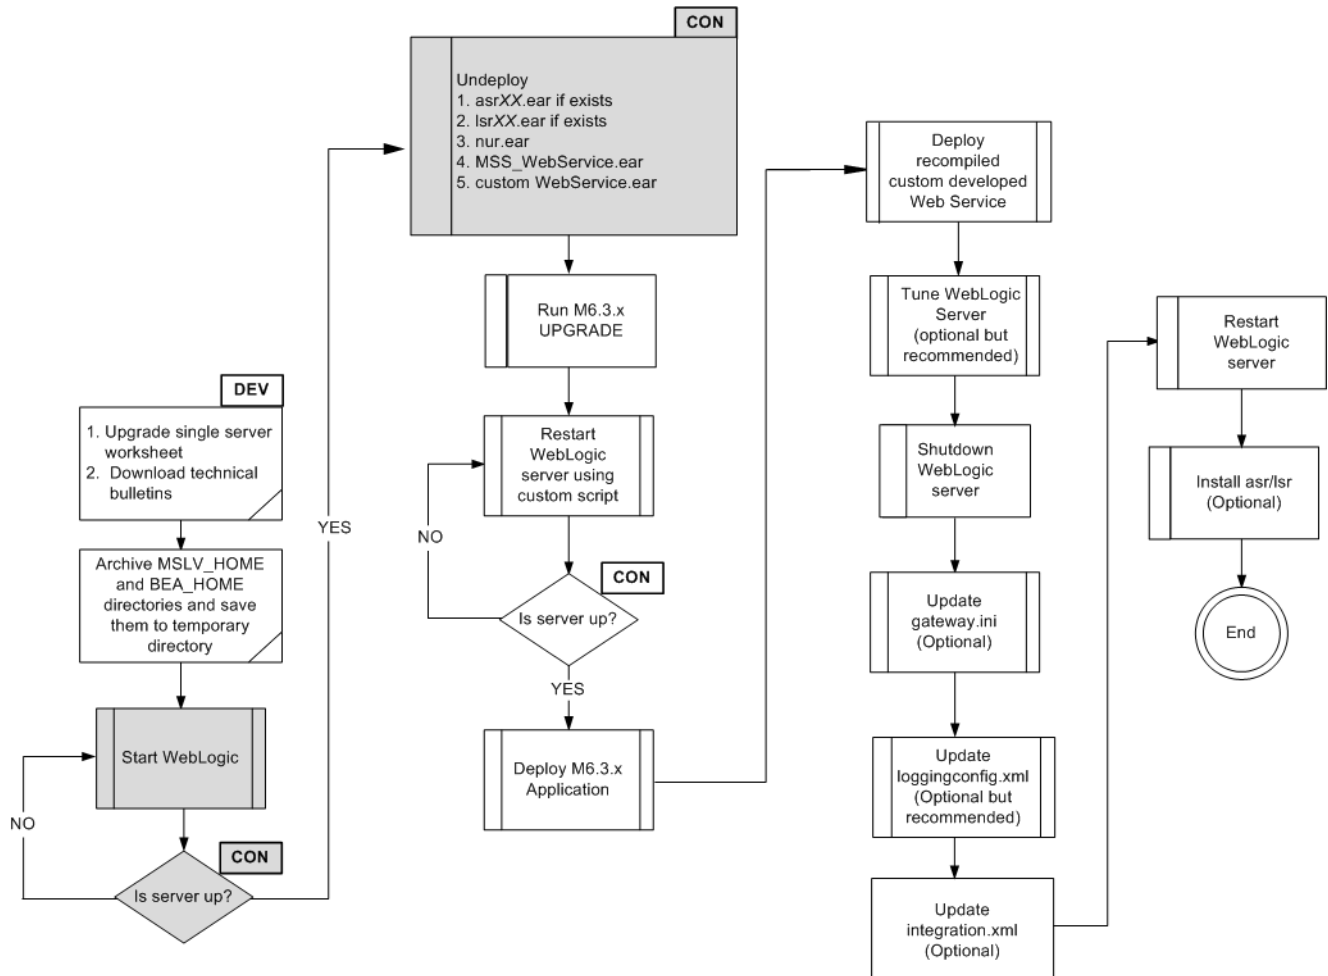 DEV
1. Upgrade single server
worksheet
2. Download technical
bulletins
Archive MSLV_HOME
and BEA_HOME
directories and save
them to temporary
directory
Start WebLogic
NO
CON
Is server up?
YES
CON
Undeploy
1. asrXX.ear if exists
2. lsrXX.ear if exists
3. nur.ear
4. MSS_WebService.ear
5. custom WebService.ear
Run M6.3.x
UPGRADE
Restart
WebLogic
server using
custom script
NO
CON
Is server up?
YES
Deploy M6.3.x
Application
Deploy
recompiled
custom developed
Web Service
Tune WebLogic
Server
(optional but
recommended)
Shutdown
WebLogic
server
Update
gateway.ini
(Optional)
Update
loggingconfig.xml
(Optional but
recommended)
Update
integration.xml
(Optional)
Restart
WebLogic
server
Install asr/lsr
(Optional)
End